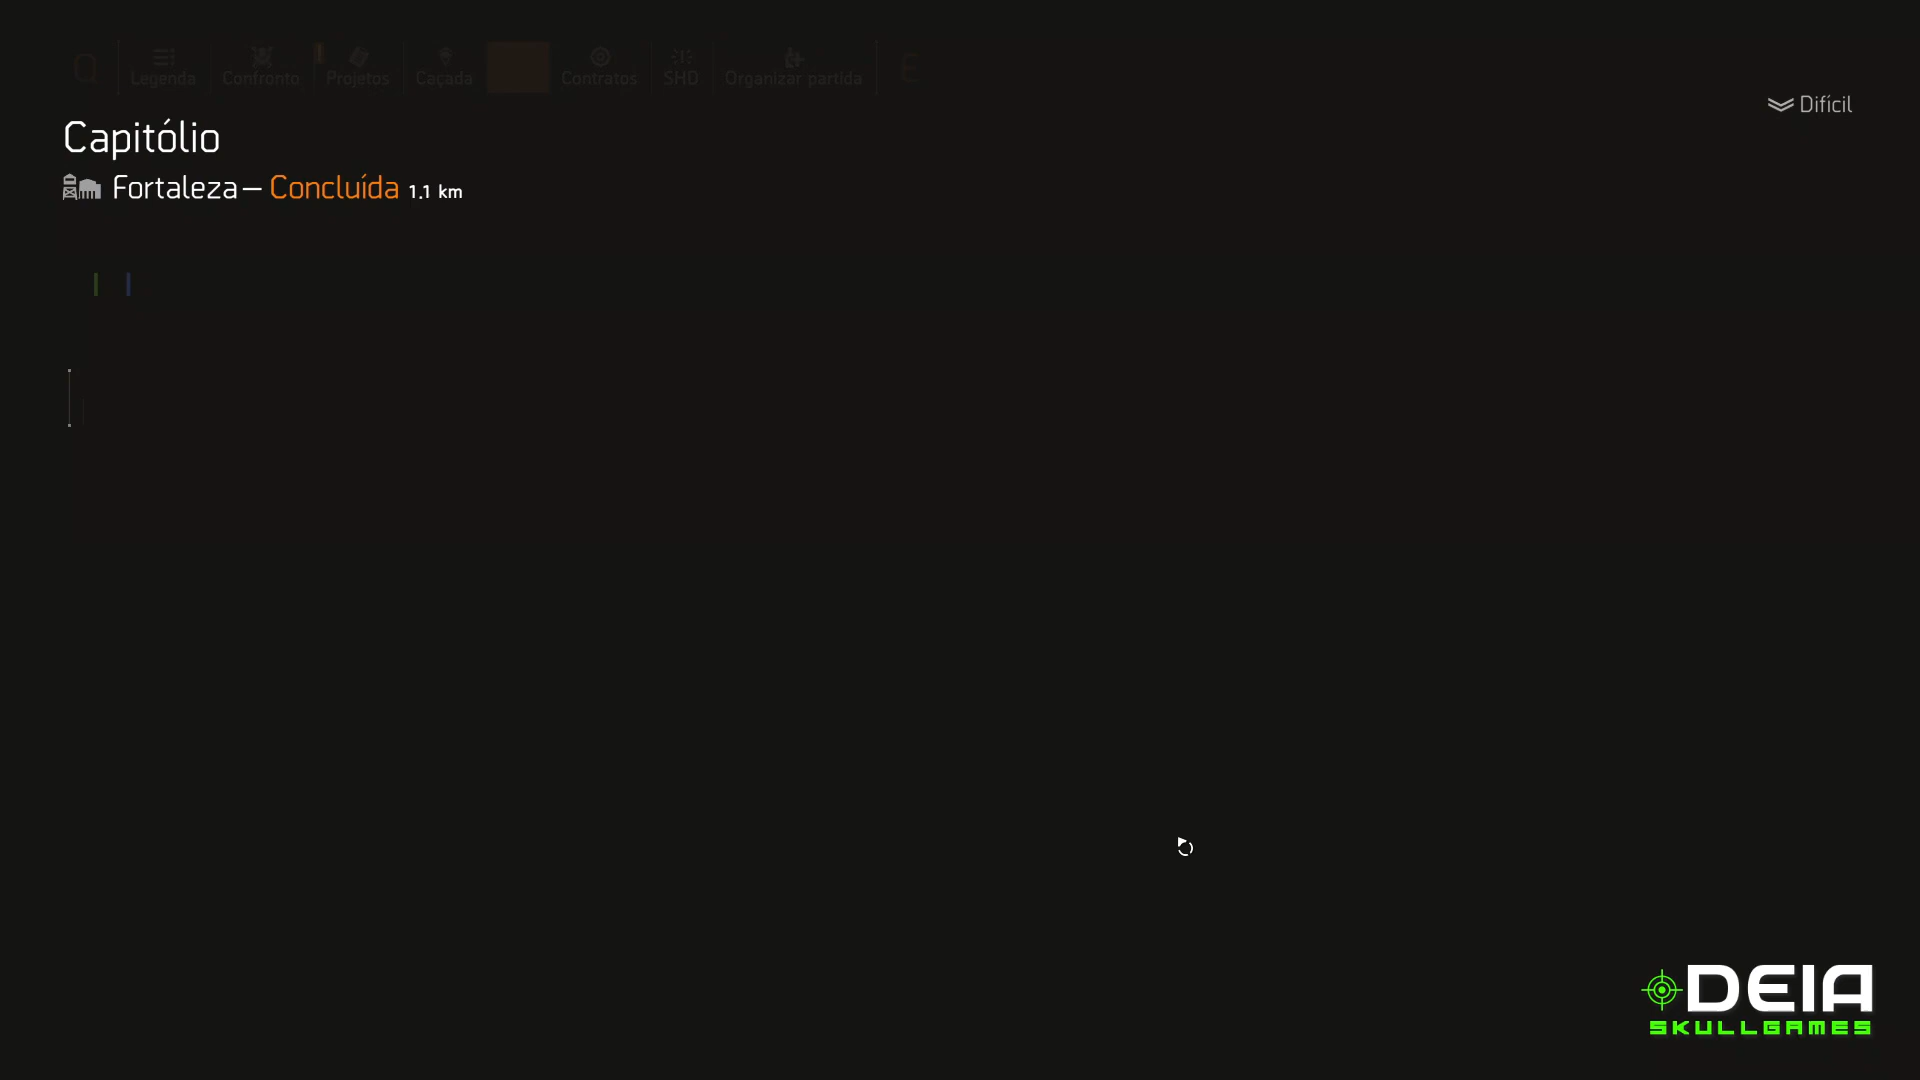 Q Legenda Confronto Projetos Caçada Contratos SHD Organizar partida E
Difícil
Capitólio
Fortaleza — Concluída 1.1 km
DEIA
SKULLGAMES